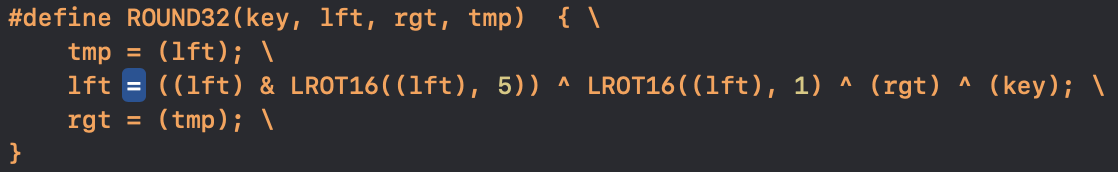 #define ROUND32(key, lft, rgt, tmp)  { \
    tmp = (lft); \
    lft = ((lft) & LROT16((lft), 5)) ^ LROT16((lft), 1) ^ (rgt) ^ (key); \
    rgt = (tmp); \
}